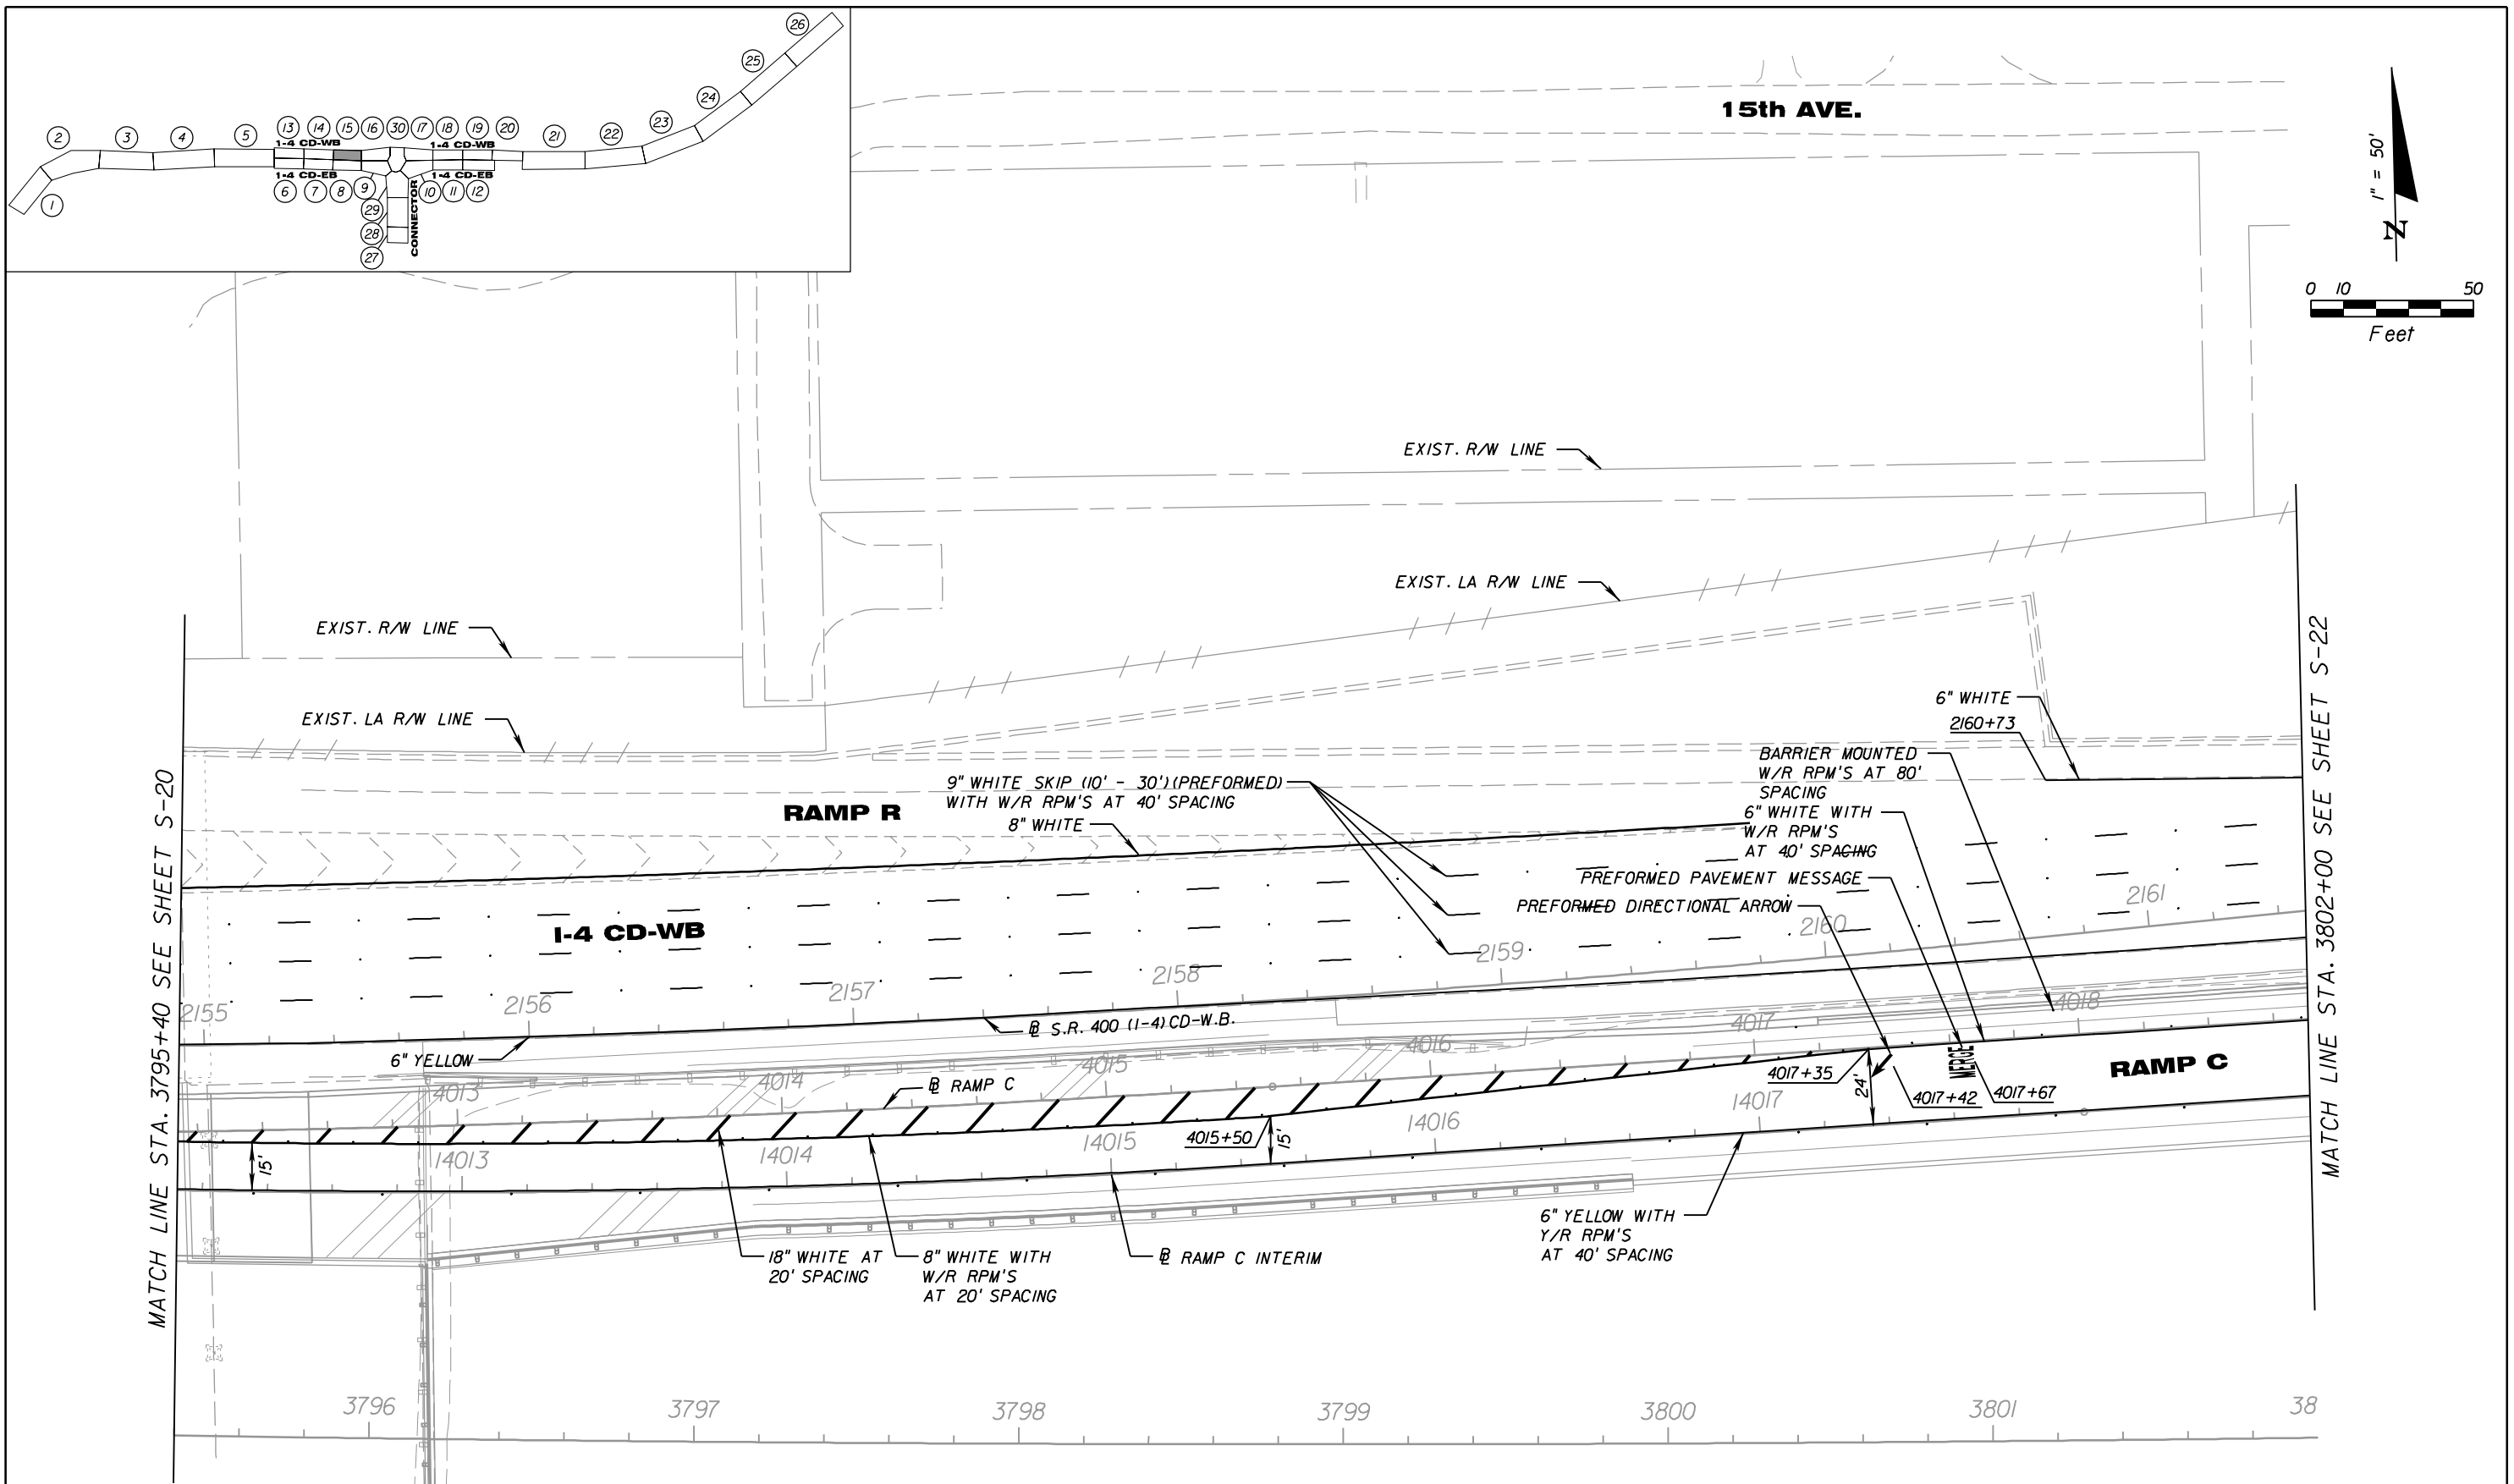 26
25
24
23
22
21
2
3
4
5
13
14
15
16
30
17
18
19
20
I-4 CD-WB
I-4 CD-WB
I-4 CD-EB
I-4 CD-EB
6
7
8
9
10
11
12
1
29
28
27
CONNECTOR
15th AVE.
1" = 50'
N
0 10 50
Feet
EXIST. R/W LINE
EXIST. LA R/W LINE
EXIST. R/W LINE
EXIST. LA R/W LINE
MATCH LINE STA. 3795+40 SEE SHEET S-20
MATCH LINE STA. 3802+00 SEE SHEET S-22
6" WHITE
2160+73
BARRIER MOUNTED
W/R RPM'S AT 80'
SPACING
9" WHITE SKIP (10' - 30')(PREFORMED)
WITH W/R RPM'S AT 40' SPACING
RAMP R
8" WHITE
6" WHITE WITH
W/R RPM'S
AT 40' SPACING
PREFORMED PAVEMENT MESSAGE
PREFORMED DIRECTIONAL ARROW
I-4 CD-WB
2155
2156
2157
2158
2159
2160
2161
℄ S.R. 400 (I-4) CD-W.B.
6" YELLOW
4013
4014
4015
4016
4017
4018
℄ RAMP C
4017+35
24'
MERGE
4017+42
4017+67
RAMP C
15'
14013
14014
14015
4015+50
15'
14016
14017
18" WHITE AT
20' SPACING
8" WHITE WITH
W/R RPM'S
AT 20' SPACING
℄ RAMP C INTERIM
6" YELLOW WITH
Y/R RPM'S
AT 40' SPACING
3796
3797
3798
3799
3800
3801
38